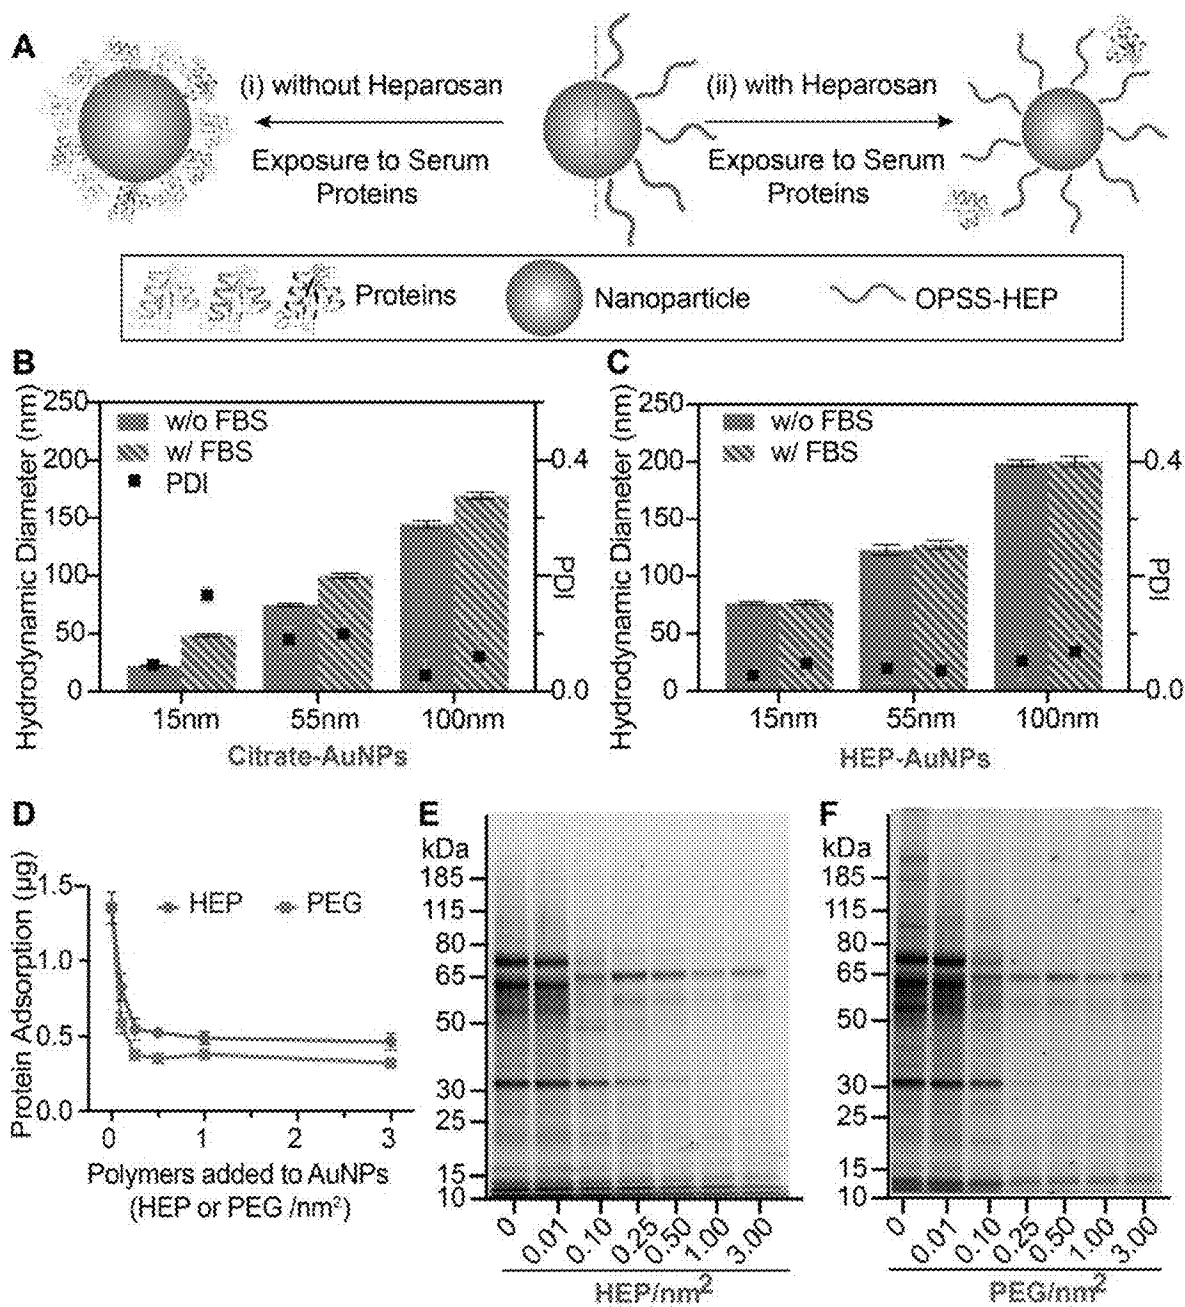 A
(i) without Heparosan
Exposure to Serum
Proteins
(ii) with Heparosan
Exposure to Serum
Proteins
Proteins
Nanoparticle
OPSS-HEP
B
Hydrodynamic Diameter (nm)
250
200
150
100
50
0
w/o FBS
w/ FBS
PDI
0.4
0.0
PDI
15nm
55nm
100nm
Citrate-AuNPs
C
Hydrodynamic Diameter (nm)
250
200
150
100
50
0
w/o FBS
w/ FBS
0.4
0.0
PDI
15nm
55nm
100nm
HEP-AuNPs
D
Protein Adsorption (µg)
1.5
1.0
0.5
0.0
HEP
PEG
0
1
2
3
Polymers added to AuNPs
(HEP or PEG /nm²)
E
kDa
185
115
80
65
50
30
25
15
10
0
0.01
0.10
0.25
0.50
1.00
3.00
HEP/nm²
F
kDa
185
115
80
65
50
30
25
15
10
0
0.01
0.10
0.25
0.50
1.00
3.00
PEG/nm²